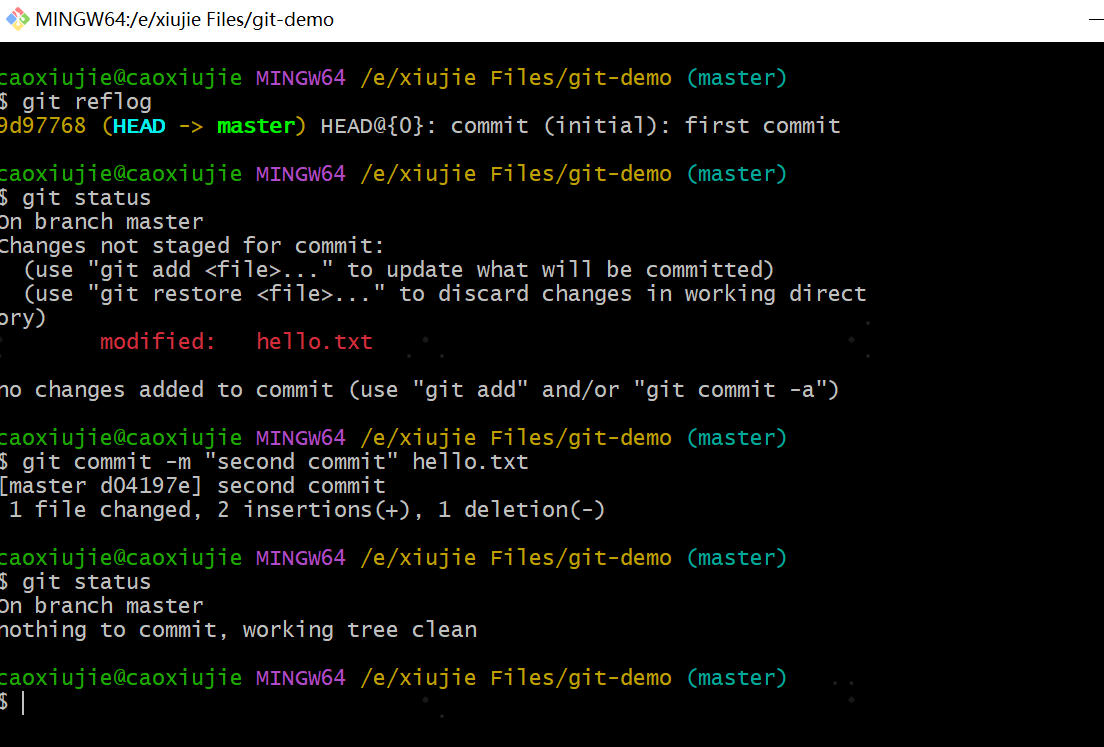 MINGW64:/e/xiujie Files/git-demo
caoxiujie@caoxiujie MINGW64 /e/xiujie Files/git-demo (master)
$ git reflog
9d97768 (HEAD -> master) HEAD@{0}: commit (initial): first commit
caoxiujie@caoxiujie MINGW64 /e/xiujie Files/git-demo (master)
$ git status
On branch master
Changes not staged for commit:
  (use "git add <file>..." to update what will be committed)
  (use "git restore <file>..." to discard changes in working direct
ory)
        modified:   hello.txt
no changes added to commit (use "git add" and/or "git commit -a")
caoxiujie@caoxiujie MINGW64 /e/xiujie Files/git-demo (master)
$ git commit -m "second commit" hello.txt
[master d04197e] second commit
 1 file changed, 2 insertions(+), 1 deletion(-)
caoxiujie@caoxiujie MINGW64 /e/xiujie Files/git-demo (master)
$ git status
On branch master
nothing to commit, working tree clean
caoxiujie@caoxiujie MINGW64 /e/xiujie Files/git-demo (master)
$